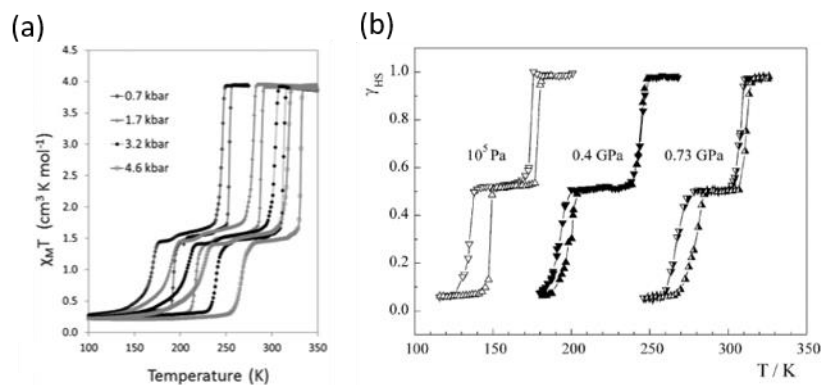 (a)
χMT (cm³ K mol⁻¹)
4.5
4.0
3.5
3.0
2.5
2.0
1.5
1.0
0.5
0.0
0.7 kbar
1.7 kbar
3.2 kbar
4.6 kbar
100 150 200 250 300 350
Temperature (K)
(b)
γHS
1.0
0.8
0.6
0.4
0.2
0.0
10⁵ Pa 0.4 GPa 0.73 GPa
100 150 200 250 300 350
T / K